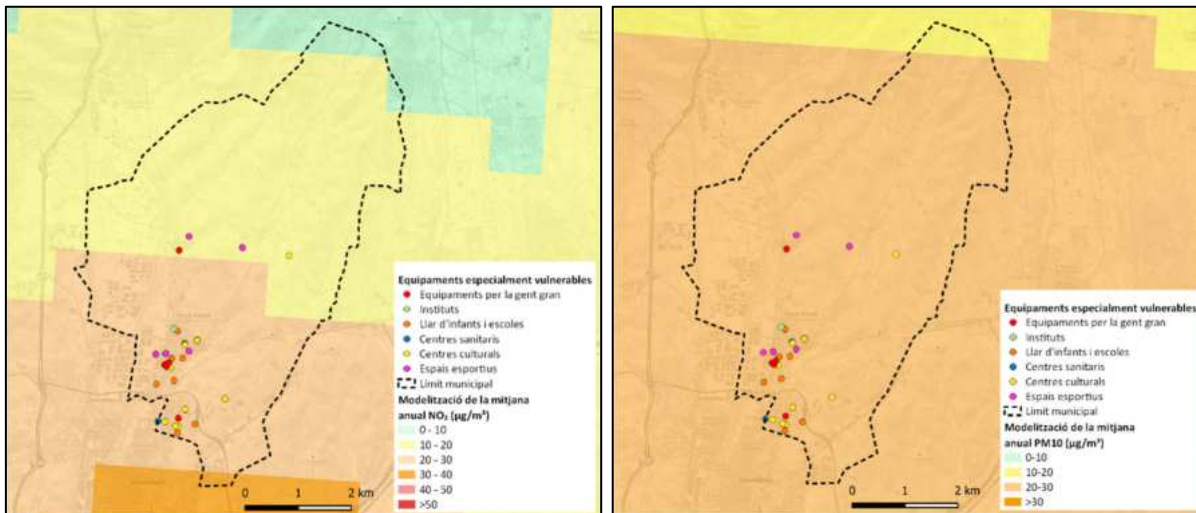 Equipaments especialment vulnerables
Equipaments per la gent gran
Instituts
Llar d'infants i escoles
Centres sanitaris
Centres culturals
Espais esportius
Límit municipal
Modelització de la mitjana
anual NO₂ (µg/m³)
0 - 10
10 - 20
20 - 30
30 - 40
40 - 50
>50
0 1 2 km
Equipaments especialment vulnerables
Equipaments per la gent gran
Instituts
Llar d'infants i escoles
Centres sanitaris
Centres culturals
Espais esportius
Límit municipal
Modelització de la mitjana
anual PM10 (µg/m³)
0-10
10-20
20-30
>30
0 1 2 km